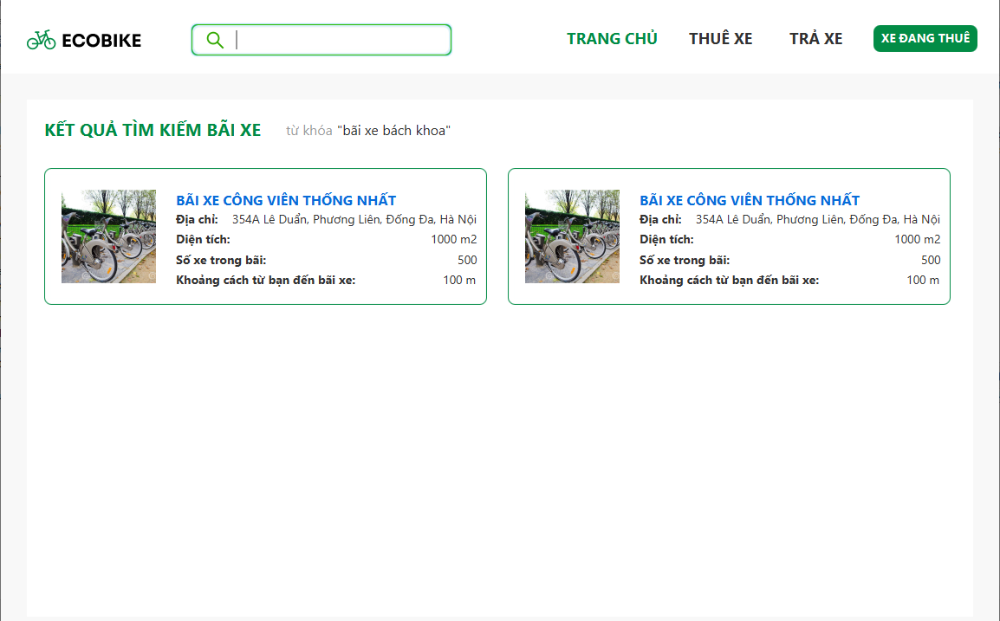 ECOBIKE
TRANG CHỦ
THUÊ XE
TRẢ XE
XE ĐANG THUÊ
KẾT QUẢ TÌM KIẾM BÃI XE từ khóa "bãi xe bách khoa"
BÃI XE CÔNG VIÊN THỐNG NHẤT
Địa chỉ: 354A Lê Duẩn, Phương Liên, Đống Đa, Hà Nội
Diện tích: 1000 m2
Số xe trong bãi: 500
Khoảng cách từ bạn đến bãi xe: 100 m
BÃI XE CÔNG VIÊN THỐNG NHẤT
Địa chỉ: 354A Lê Duẩn, Phương Liên, Đống Đa, Hà Nội
Diện tích: 1000 m2
Số xe trong bãi: 500
Khoảng cách từ bạn đến bãi xe: 100 m